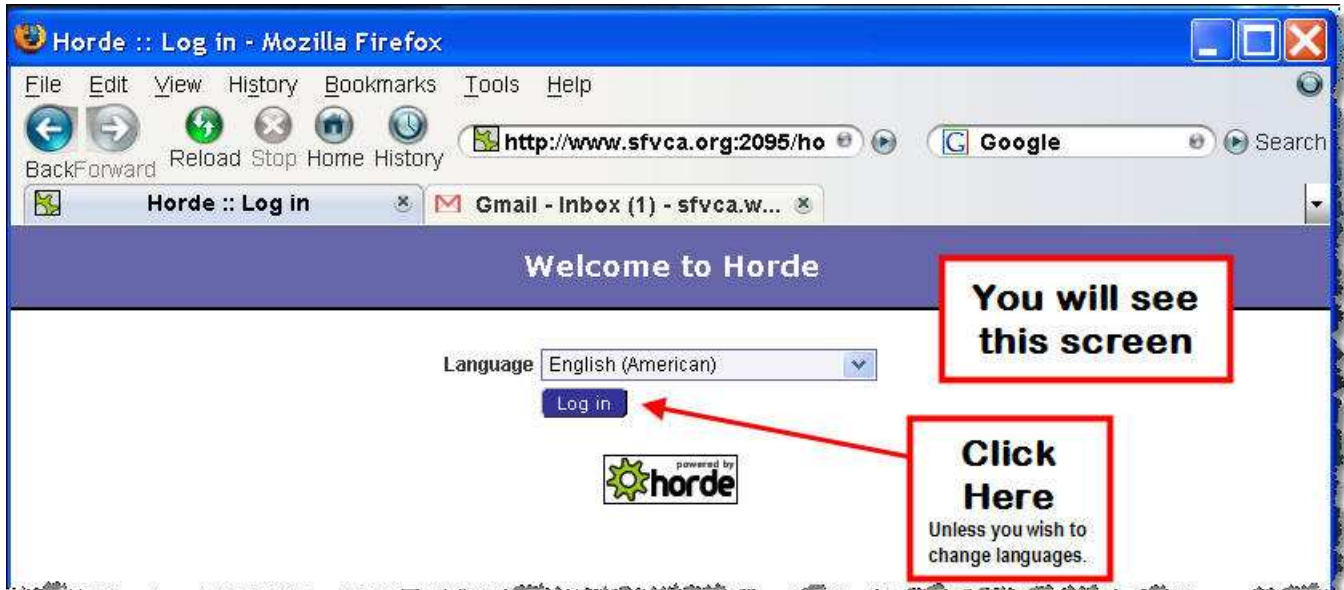 Horde :: Log in - Mozilla Firefox
File Edit View History Bookmarks Tools Help
Back Forward Reload Stop Home History http://www.sfvca.org:2095/ho G Google Search
Horde :: Log in Gmail - Inbox (1) - sfvca.w...
Welcome to Horde
You will see
this screen
Language English (American)
Log in
powered by
horde
Click
Here
Unless you wish to
change languages.